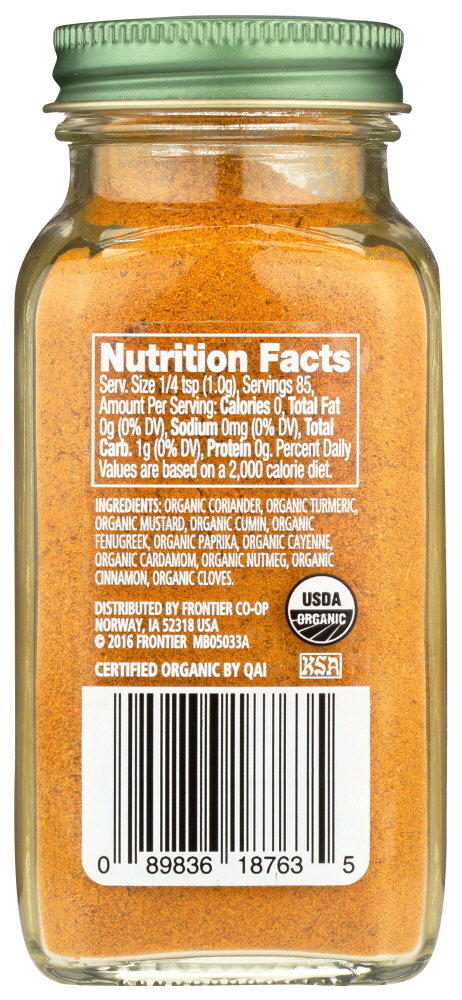 Nutrition Facts
Serv. Size 1/4 tsp (1.0g), Servings 85,
Amount Per Serving: Calories 0, Total Fat
0g (0% DV), Sodium 0mg (0% DV), Total
Carb. 1g (0% DV), Protein 0g. Percent Daily
Values are based on a 2,000 calorie diet.
INGREDIENTS: ORGANIC CORIANDER, ORGANIC TURMERIC,
ORGANIC MUSTARD, ORGANIC CUMIN, ORGANIC
FENUGREEK, ORGANIC PAPRIKA, ORGANIC CAYENNE,
ORGANIC CARDAMOM, ORGANIC NUTMEG, ORGANIC
CINNAMON, ORGANIC CLOVES.
USDA
ORGANIC
DISTRIBUTED BY FRONTIER CO-OP
NORWAY, IA 52318 USA
© 2016 FRONTIER MB05033A
CERTIFIED ORGANIC BY QAI
KSA
0 89836 18763 5